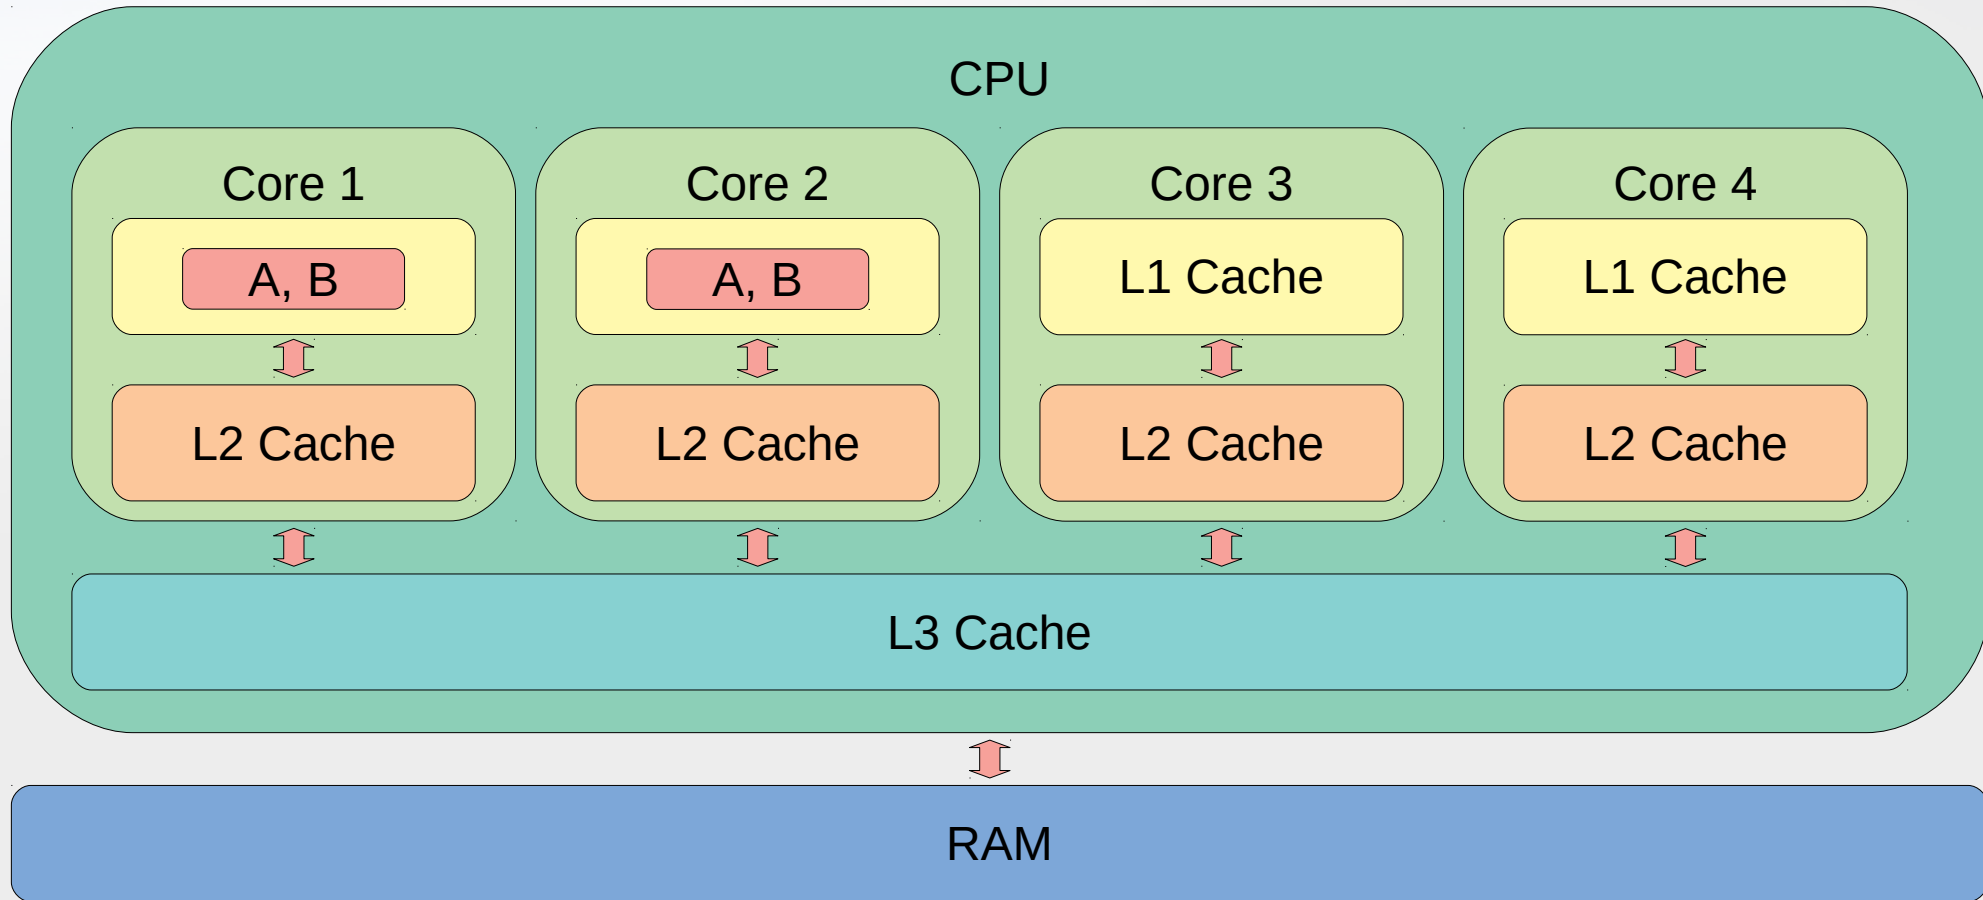 CPU
Core 1
Core 2
Core 3
Core 4
A, B
A, B
L1 Cache
L1 Cache
L2 Cache
L2 Cache
L2 Cache
L2 Cache
L3 Cache
RAM